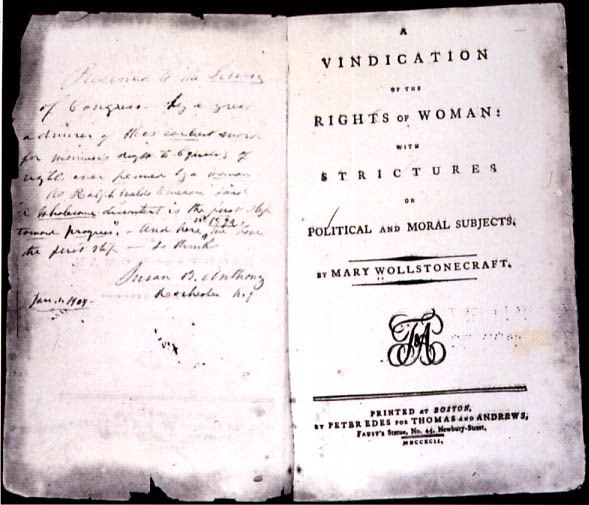 Presented to the Library
of Congress by a great
admirer of this earliest work
for woman's right to Equality of
rights ever penned by a woman
As Ralph Waldo Emerson said
"A wholesome discontent is the first step
toward progress." - And here in 1892 we have
the first step - so think
Susan B. Anthony
Rochester N.Y
Jan. 1. 1904
A
VINDICATION
OF THE
RIGHTS OF WOMAN:
WITH
STRICTURES
ON
POLITICAL AND MORAL SUBJECTS.
BY MARY WOLLSTONECRAFT.
T&A
PRINTED AT BOSTON,
BY PETER EDES FOR THOMAS AND ANDREWS,
FAUST'S Statue, No. 45, Newbury-Street,
MDCCXCII.